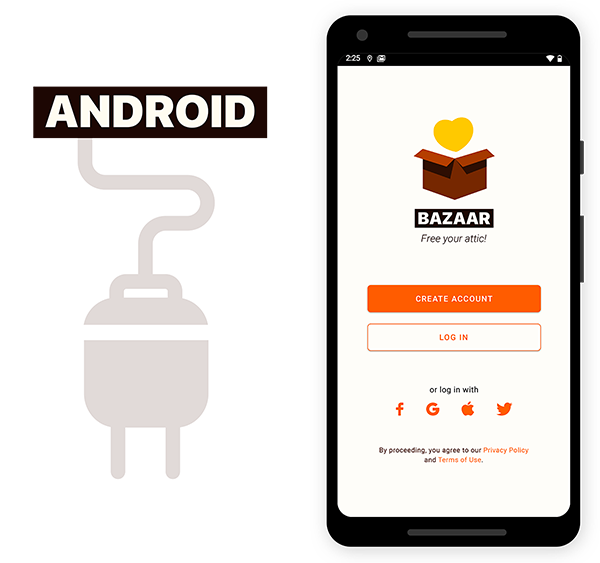 ANDROID
2:25
BAZAAR
Free your attic!
CREATE ACCOUNT
LOG IN
or log in with
By proceeding, you agree to our Privacy Policy
and Terms of Use.